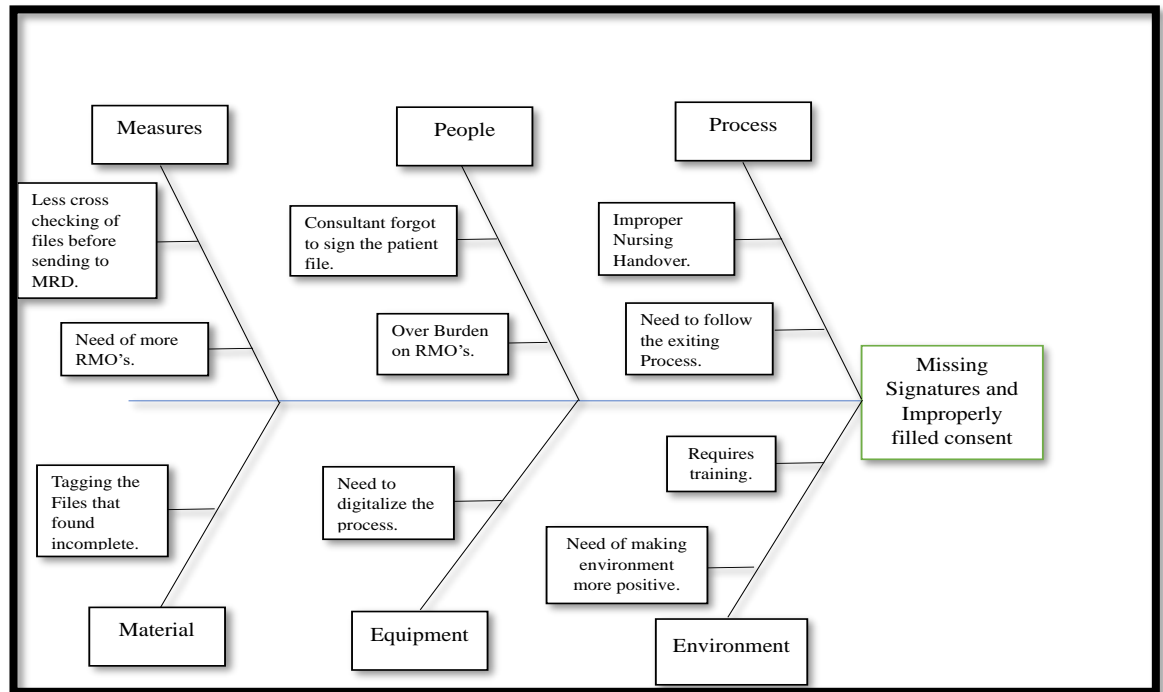 Measures
People
Process
Less cross
checking of
files before
sending to
MRD.
Consultant forgot
to sign the patient
file.
Improper
Nursing
Handover.
Need of more
RMO's.
Over Burden
on RMO's.
Need to follow
the exiting
Process.
Missing
Signatures and
Improperly
filled consent
Tagging the
Files that
found
incomplete.
Need to
digitalize the
process.
Requires
training.
Need of making
environment
more positive.
Material
Equipment
Environment